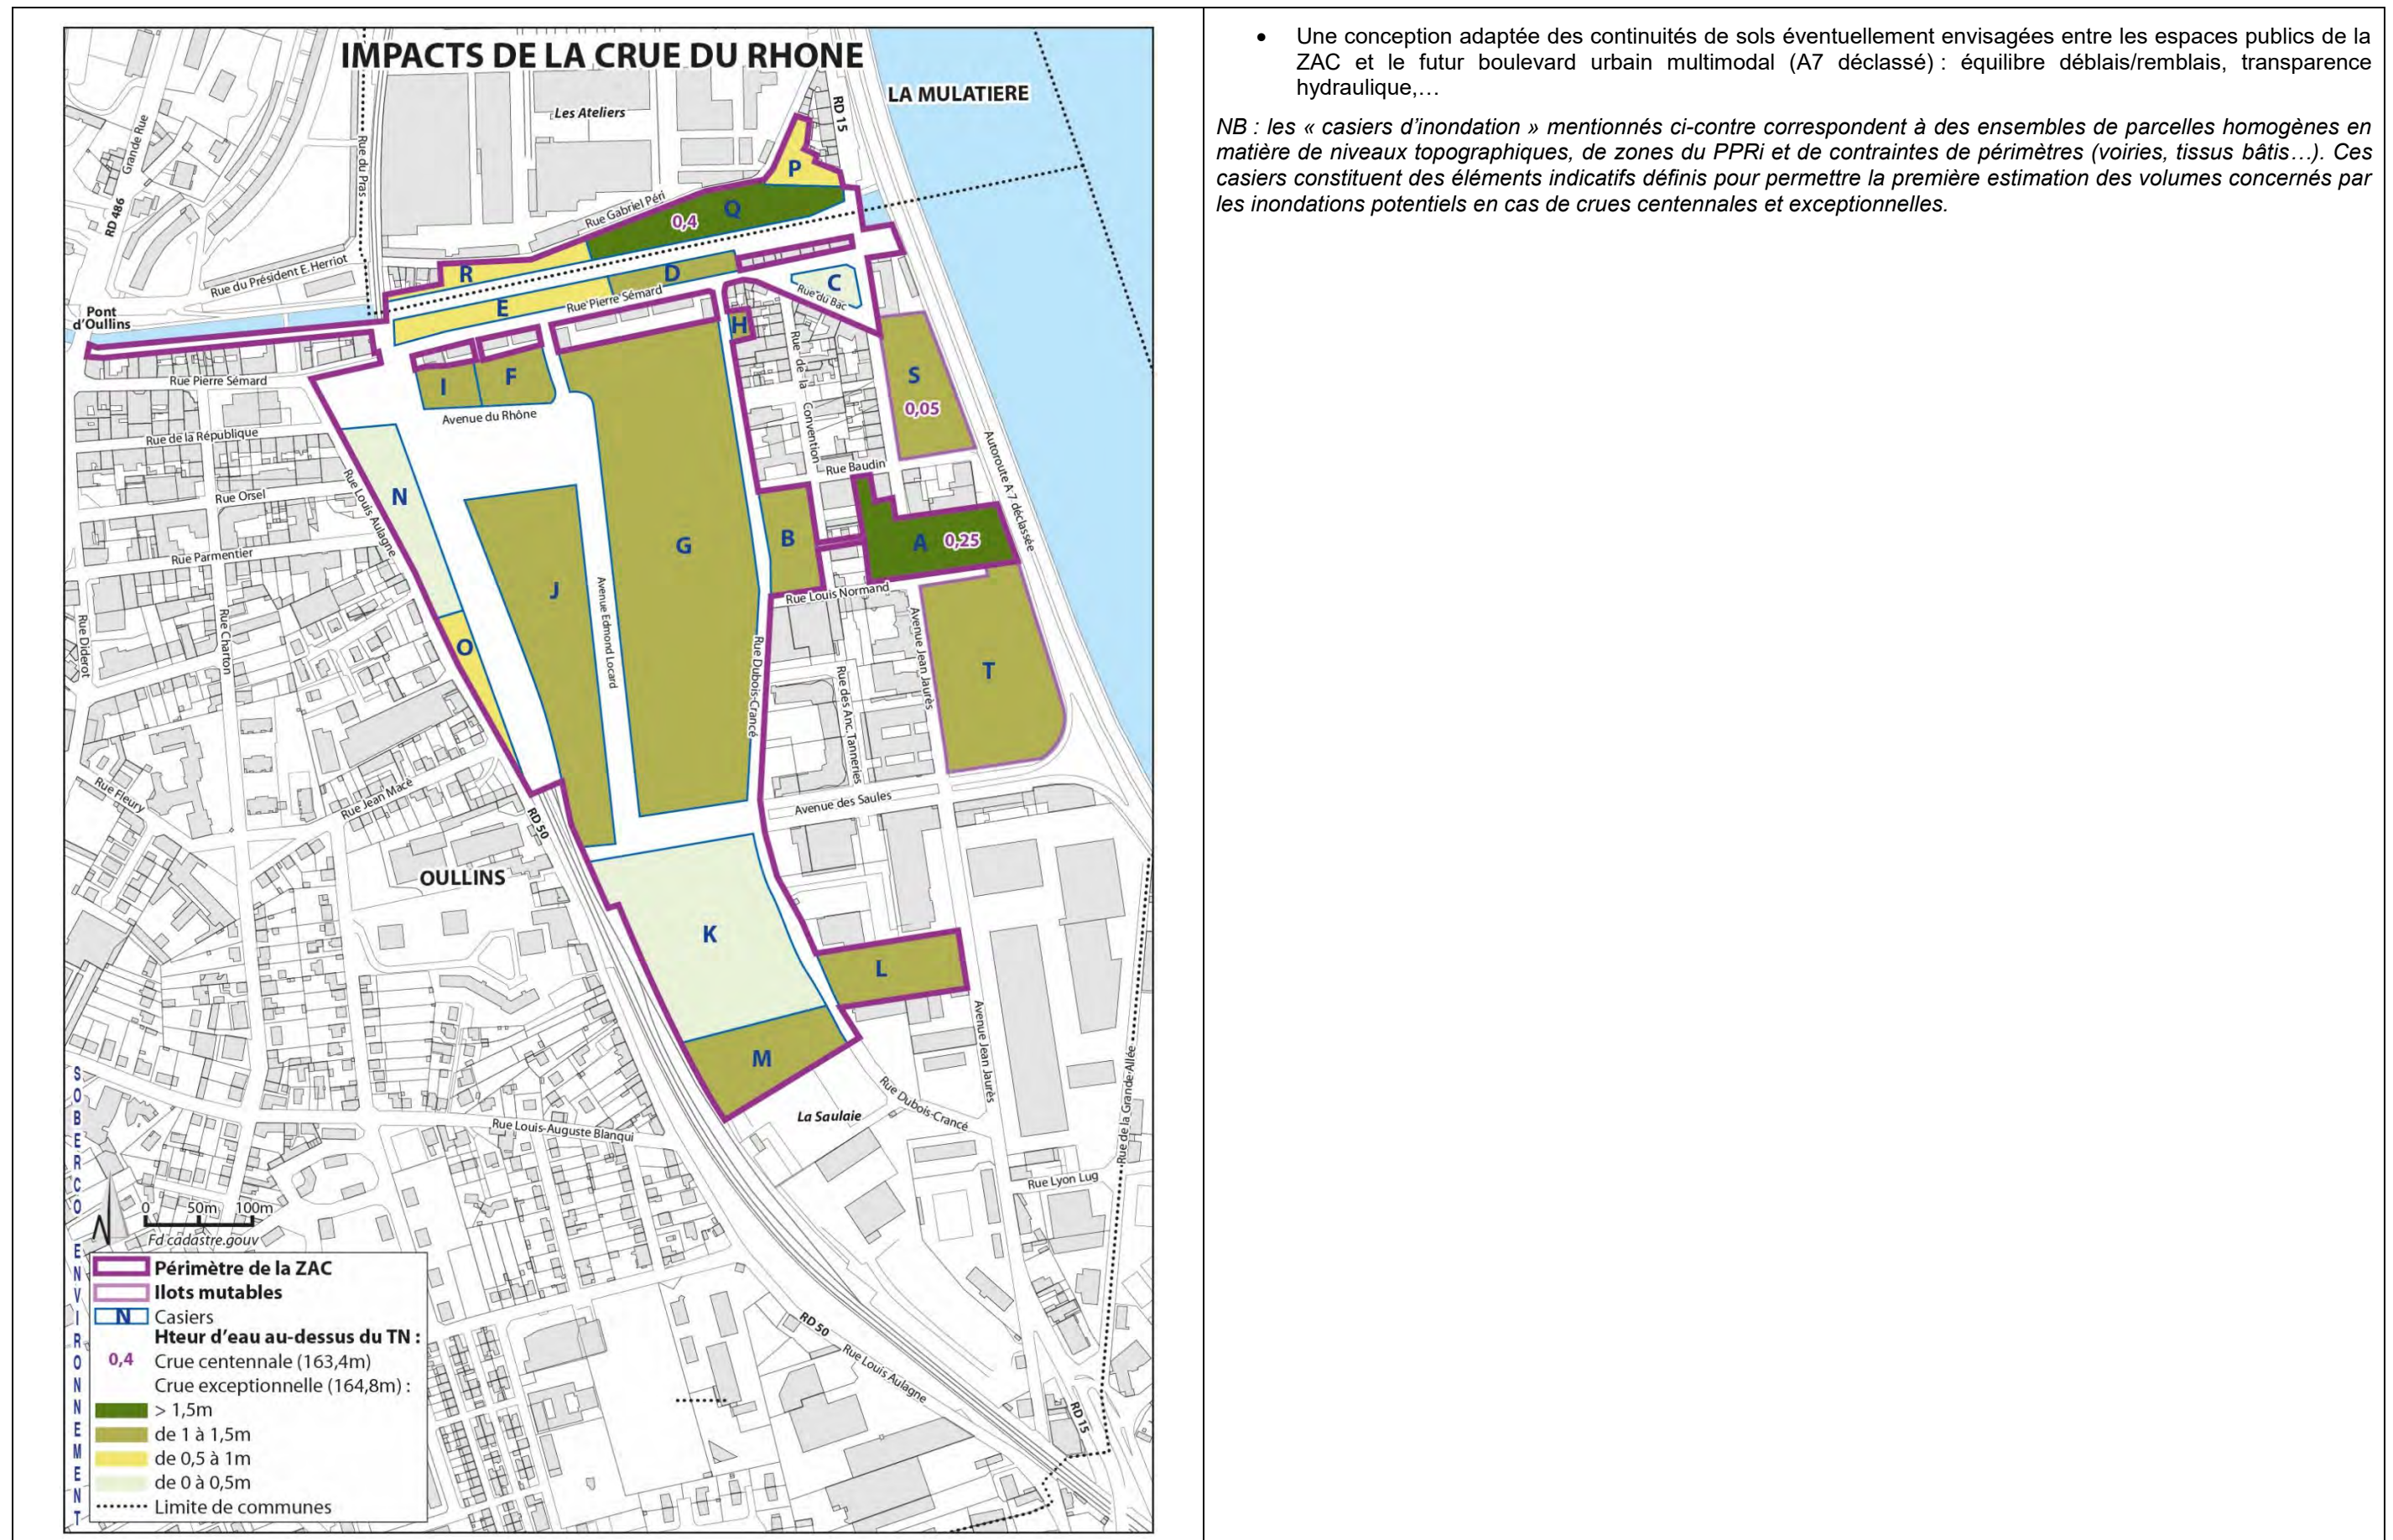 IMPACTS DE LA CRUE DU RHONE
LA MULATIERE
Les Ateliers
RD 15
Grande Rue
Rue du Pras
RD 486
P
Q
0,4
Rue Gabriel Péri
R
D
C
Rue du Bac
Rue du Président E. Herriot
E
Rue Pierre Sémard
Pont
d'Oullins
H
I
F
Rue Pierre Sémard
Avenue du Rhône
S
0,05
Rue de la Convention
Rue de la République
Rue Baudin
Autoroute A 7 déclassée
N
Rue Orsel
Rue Louis Aulagne
G
B
A
0,25
Rue Parmentier
J
Avenue Edmond Locard
Rue Louis Normand
Rue Diderot
Rue Charton
O
Rue Dubois-Crancé
Avenue Jean Jaurès
T
Rue des Anc. Tanneries
Rue Fleury
Rue Jean Macé
Avenue des Saules
RD 50
OULLINS
K
L
M
Avenue Jean Jaurès
Rue de la Grande Allée
La Saulaie
Rue Dubois-Crancé
Rue Louis-Auguste Blanqui
Rue Lyon Lug
RD 50
Rue Louis Aulagne
RD 15
SOBERCO ENVIRONNEMENT
N
0 50m 100m
Fd cadastre.gouv
Périmètre de la ZAC
Ilots mutables
N Casiers
Hteur d'eau au-dessus du TN :
0,4 Crue centennale (163,4m)
Crue exceptionnelle (164,8m) :
> 1,5m
de 1 à 1,5m
de 0,5 à 1m
de 0 à 0,5m
Limite de communes
• Une conception adaptée des continuités de sols éventuellement envisagées entre les espaces publics de la
ZAC et le futur boulevard urbain multimodal (A7 déclassé) : équilibre déblais/remblais, transparence
hydraulique,…
NB : les « casiers d'inondation » mentionnés ci-contre correspondent à des ensembles de parcelles homogènes en
matière de niveaux topographiques, de zones du PPRi et de contraintes de périmètres (voiries, tissus bâtis…). Ces
casiers constituent des éléments indicatifs définis pour permettre la première estimation des volumes concernés par
les inondations potentiels en cas de crues centennales et exceptionnelles.